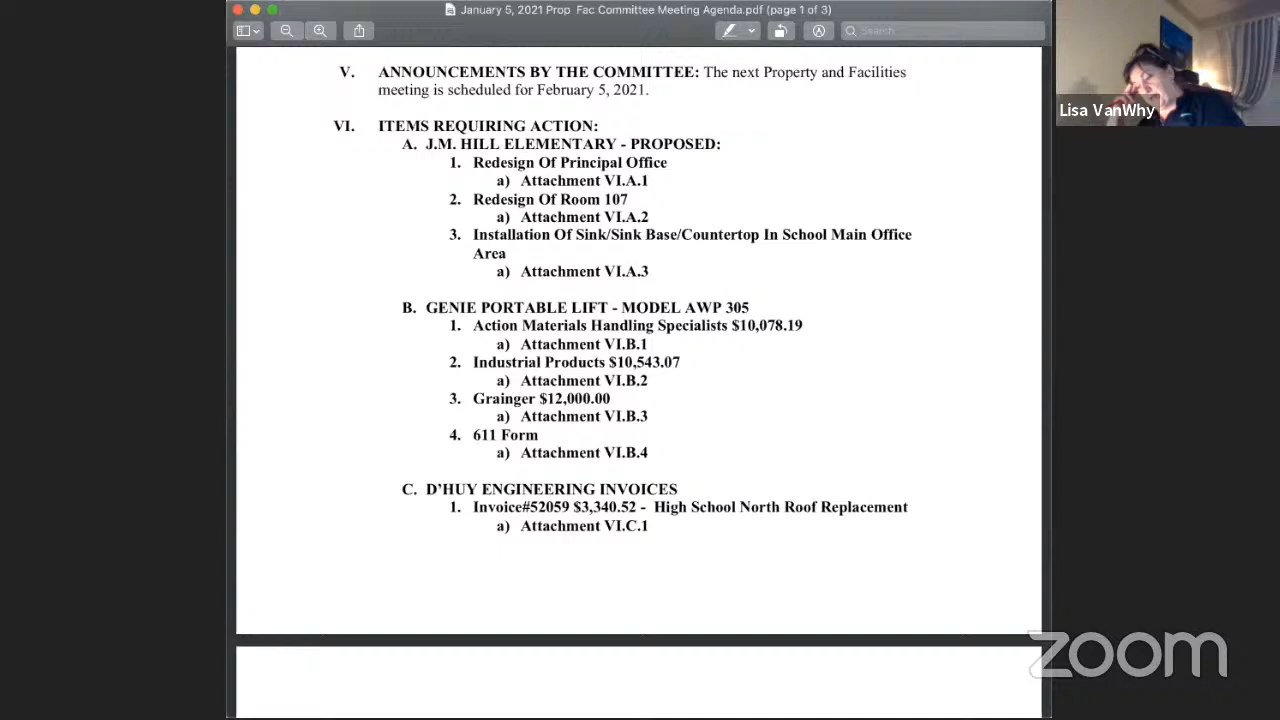 January 5, 2021 Prop Fac Committee Meeting Agenda.pdf (page 1 of 3)
Search
Lisa VanWhy
V. ANNOUNCEMENTS BY THE COMMITTEE: The next Property and Facilities
meeting is scheduled for February 5, 2021.
VI. ITEMS REQUIRING ACTION:
A. J.M. HILL ELEMENTARY - PROPOSED:
1. Redesign Of Principal Office
a) Attachment VI.A.1
2. Redesign Of Room 107
a) Attachment VI.A.2
3. Installation Of Sink/Sink Base/Countertop In School Main Office
Area
a) Attachment VI.A.3
B. GENIE PORTABLE LIFT - MODEL AWP 305
1. Action Materials Handling Specialists $10,078.19
a) Attachment VI.B.1
2. Industrial Products $10,543.07
a) Attachment VI.B.2
3. Grainger $12,000.00
a) Attachment VI.B.3
4. 611 Form
a) Attachment VI.B.4
C. D'HUY ENGINEERING INVOICES
1. Invoice#52059 $3,340.52 - High School North Roof Replacement
a) Attachment VI.C.1
zoom